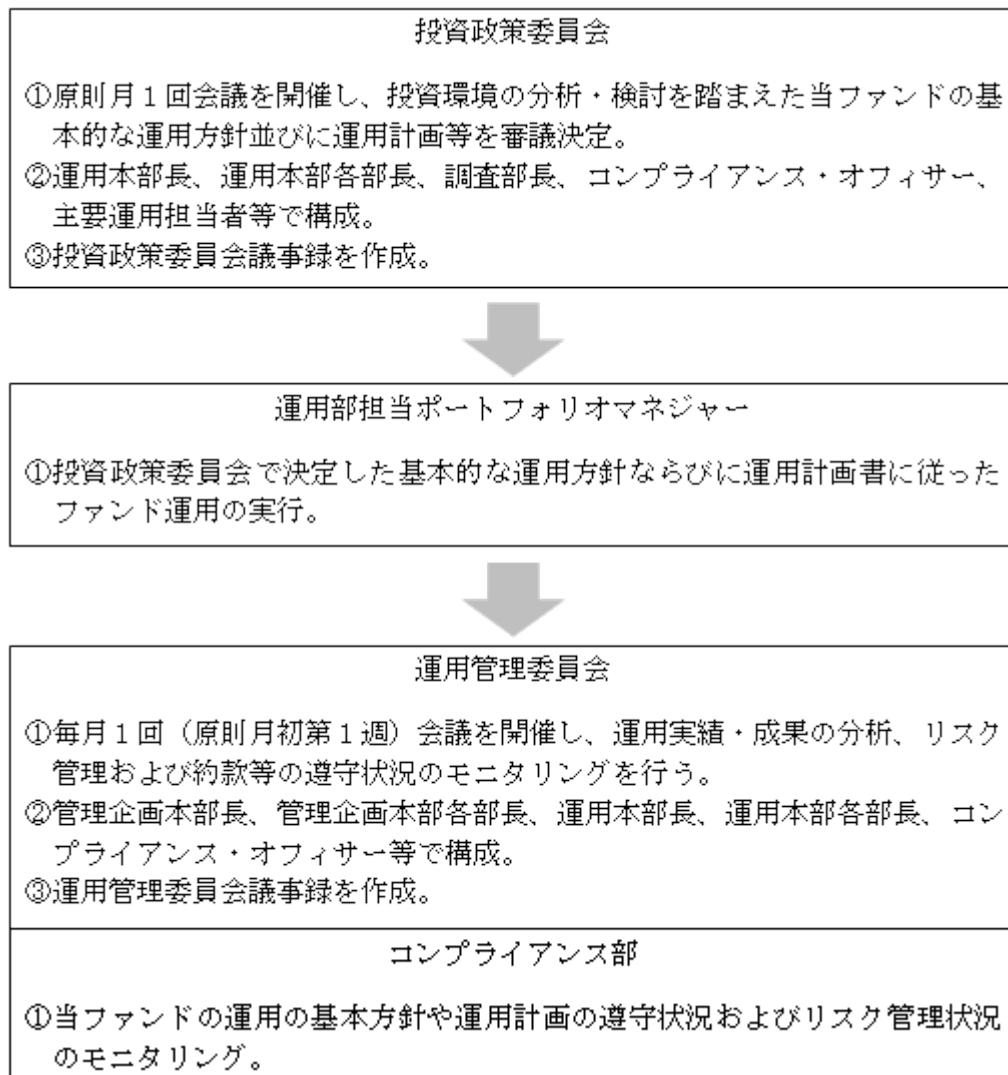 投資政策委員会
①原則月1回会議を開催し、投資環境の分析・検討を踏まえた当ファンドの基
本的な運用方針並びに運用計画等を審議決定。
②運用本部長、運用本部各部長、調査部長、コンプライアンス・オフィサー、
主要運用担当者等で構成。
③投資政策委員会議事録を作成。
運用部担当ポートフォリオマネジャー
①投資政策委員会で決定した基本的な運用方針ならびに運用計画書に従った
ファンド運用の実行。
運用管理委員会
①毎月1回（原則月初第1週）会議を開催し、運用実績・成果の分析、リスク
管理および約款等の遵守状況のモニタリングを行う。
②管理企画本部長、管理企画本部各部長、運用本部長、運用本部各部長、コン
プライアンス・オフィサー等で構成。
③運用管理委員会議事録を作成。
コンプライアンス部
①当ファンドの運用の基本方針や運用計画の遵守状況およびリスク管理状況
のモニタリング。